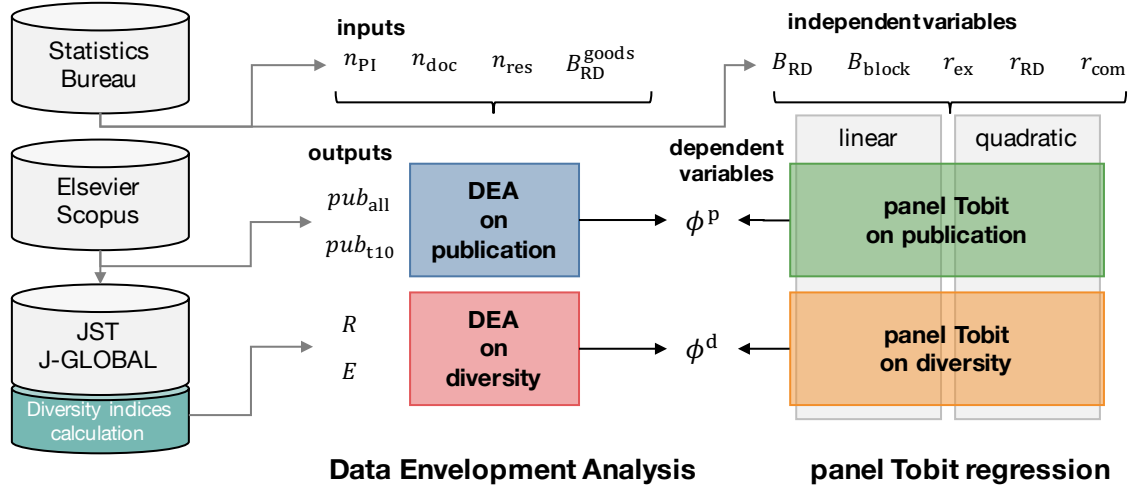 Statistics
Bureau
inputs
n_PI n_doc n_res B_RD^goods
independent variables
B_RD B_block r_ex r_RD r_com
linear
quadratic
Elsevier
Scopus
outputs
pub_all
pub_t10
DEA
on
publication
dependent
variables
ϕ^p
panel Tobit
on publication
JST
J-GLOBAL
Diversity indices
calculation
R
E
DEA
on
diversity
ϕ^d
panel Tobit
on diversity
Data Envelopment Analysis
panel Tobit regression